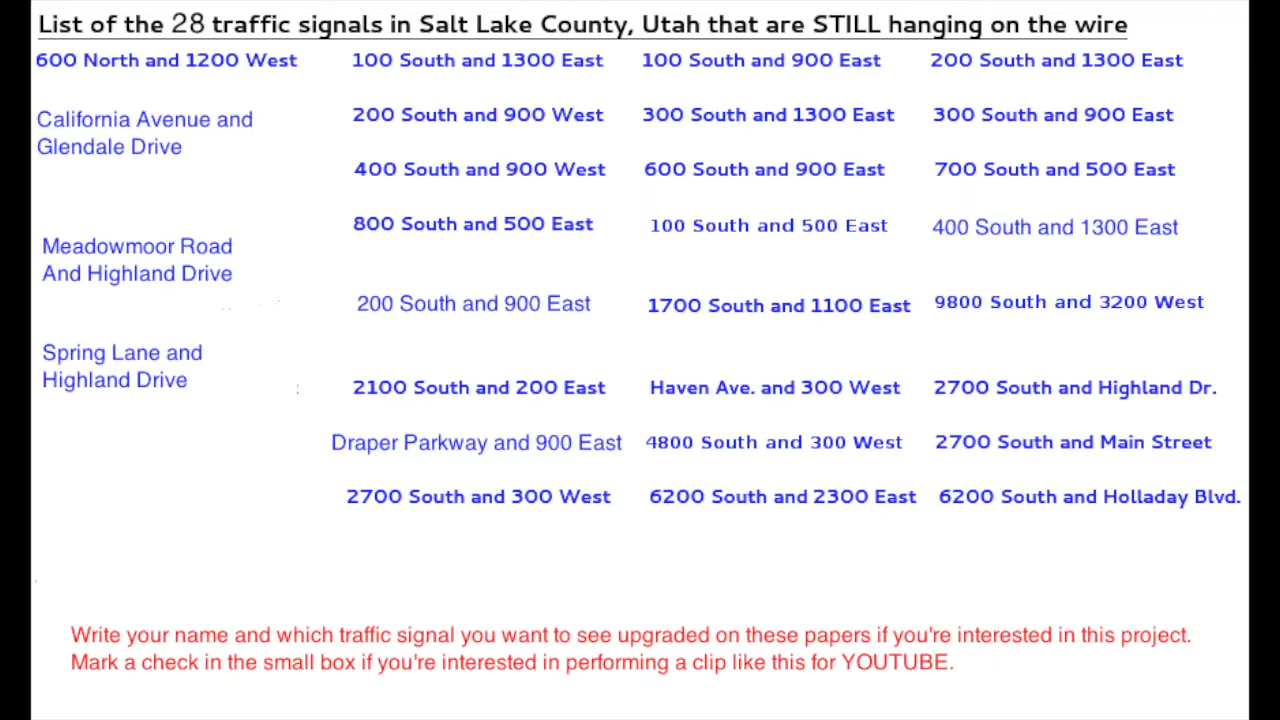 List of the 28 traffic signals in Salt Lake County, Utah that are STILL hanging on the wire
600 North and 1200 West
100 South and 1300 East
100 South and 900 East
200 South and 1300 East
California Avenue and
Glendale Drive
200 South and 900 West
300 South and 1300 East
300 South and 900 East
400 South and 900 West
600 South and 900 East
700 South and 500 East
800 South and 500 East
100 South and 500 East
400 South and 1300 East
Meadowmoor Road
And Highland Drive
200 South and 900 East
1700 South and 1100 East
9800 South and 3200 West
Spring Lane and
Highland Drive
2100 South and 200 East
Haven Ave. and 300 West
2700 South and Highland Dr.
Draper Parkway and 900 East
4800 South and 300 West
2700 South and Main Street
2700 South and 300 West
6200 South and 2300 East
6200 South and Holladay Blvd.
Write your name and which traffic signal you want to see upgraded on these papers if you're interested in this project.
Mark a check in the small box if you're interested in performing a clip like this for YOUTUBE.